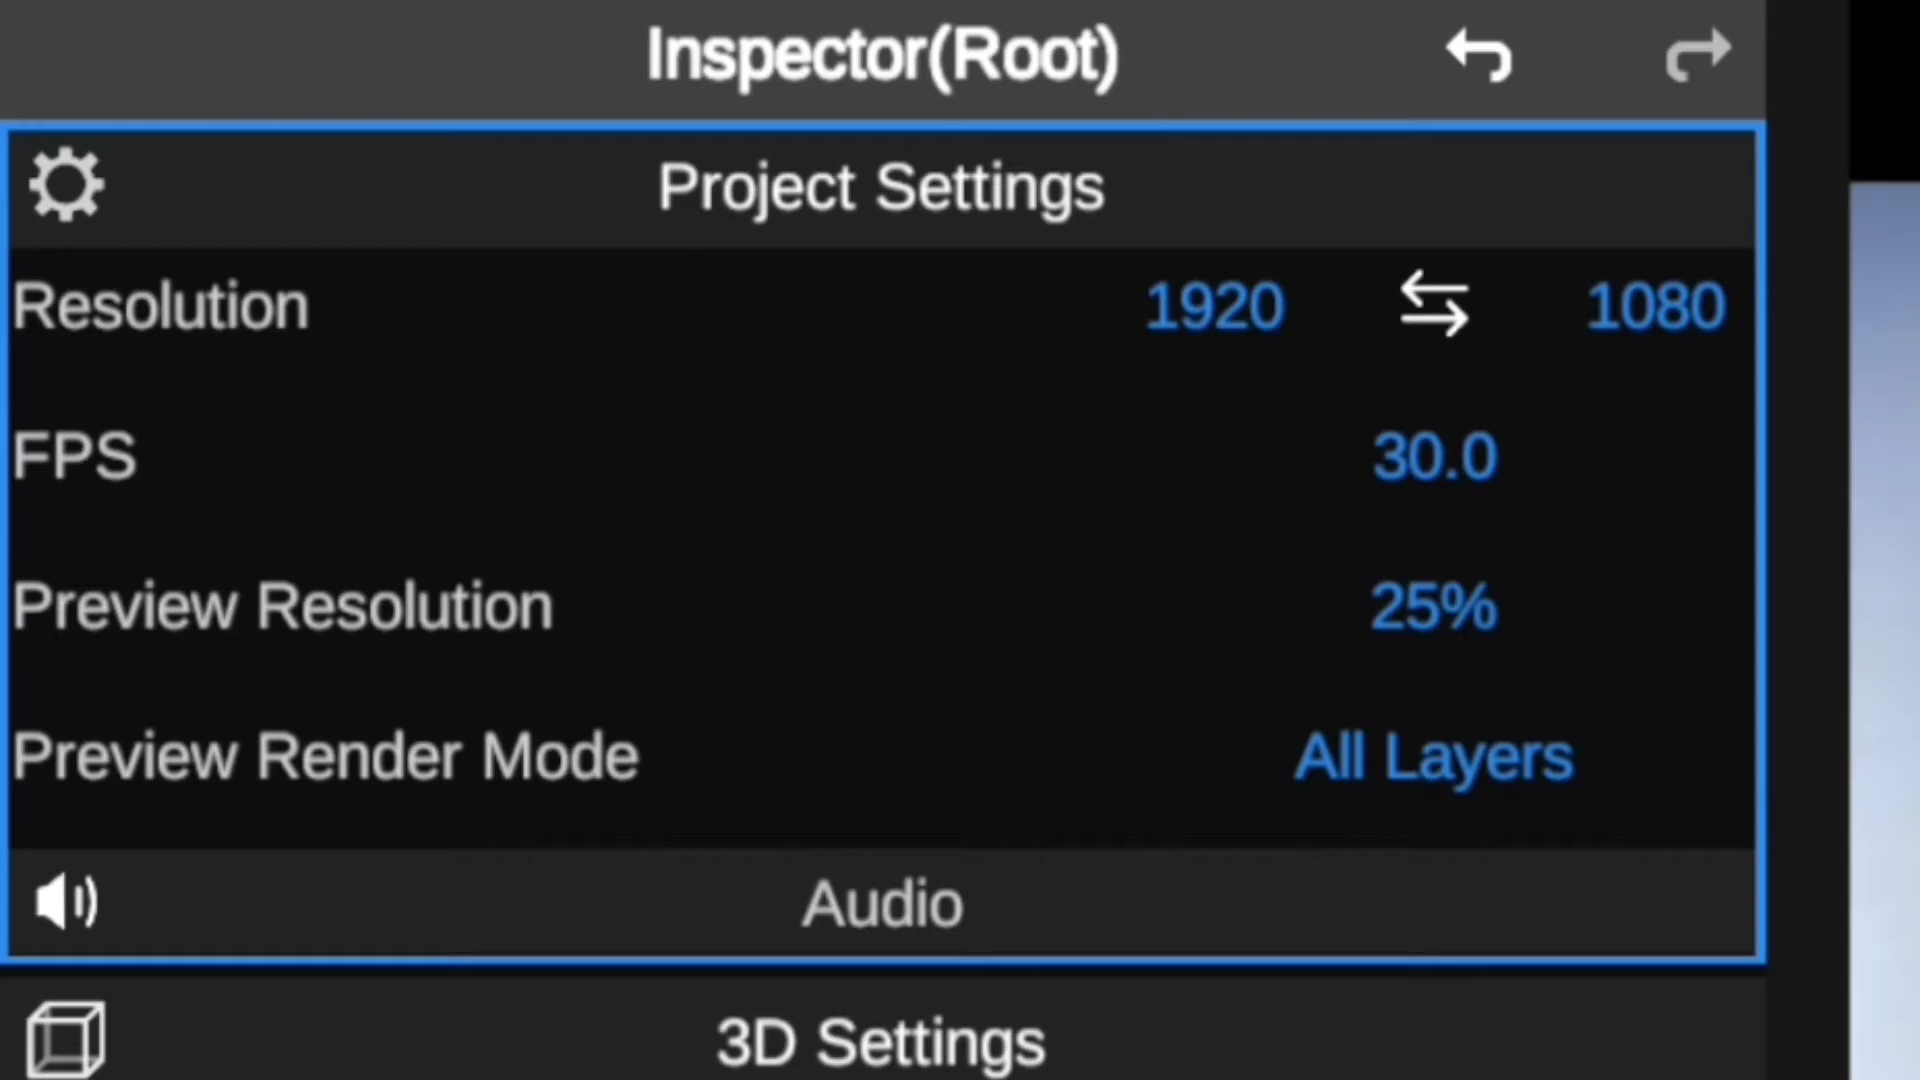 Inspector(Root)
Project Settings
Resolution 1920 1080
FPS 30.0
Preview Resolution 25%
Preview Render Mode All Layers
Audio
3D Settings